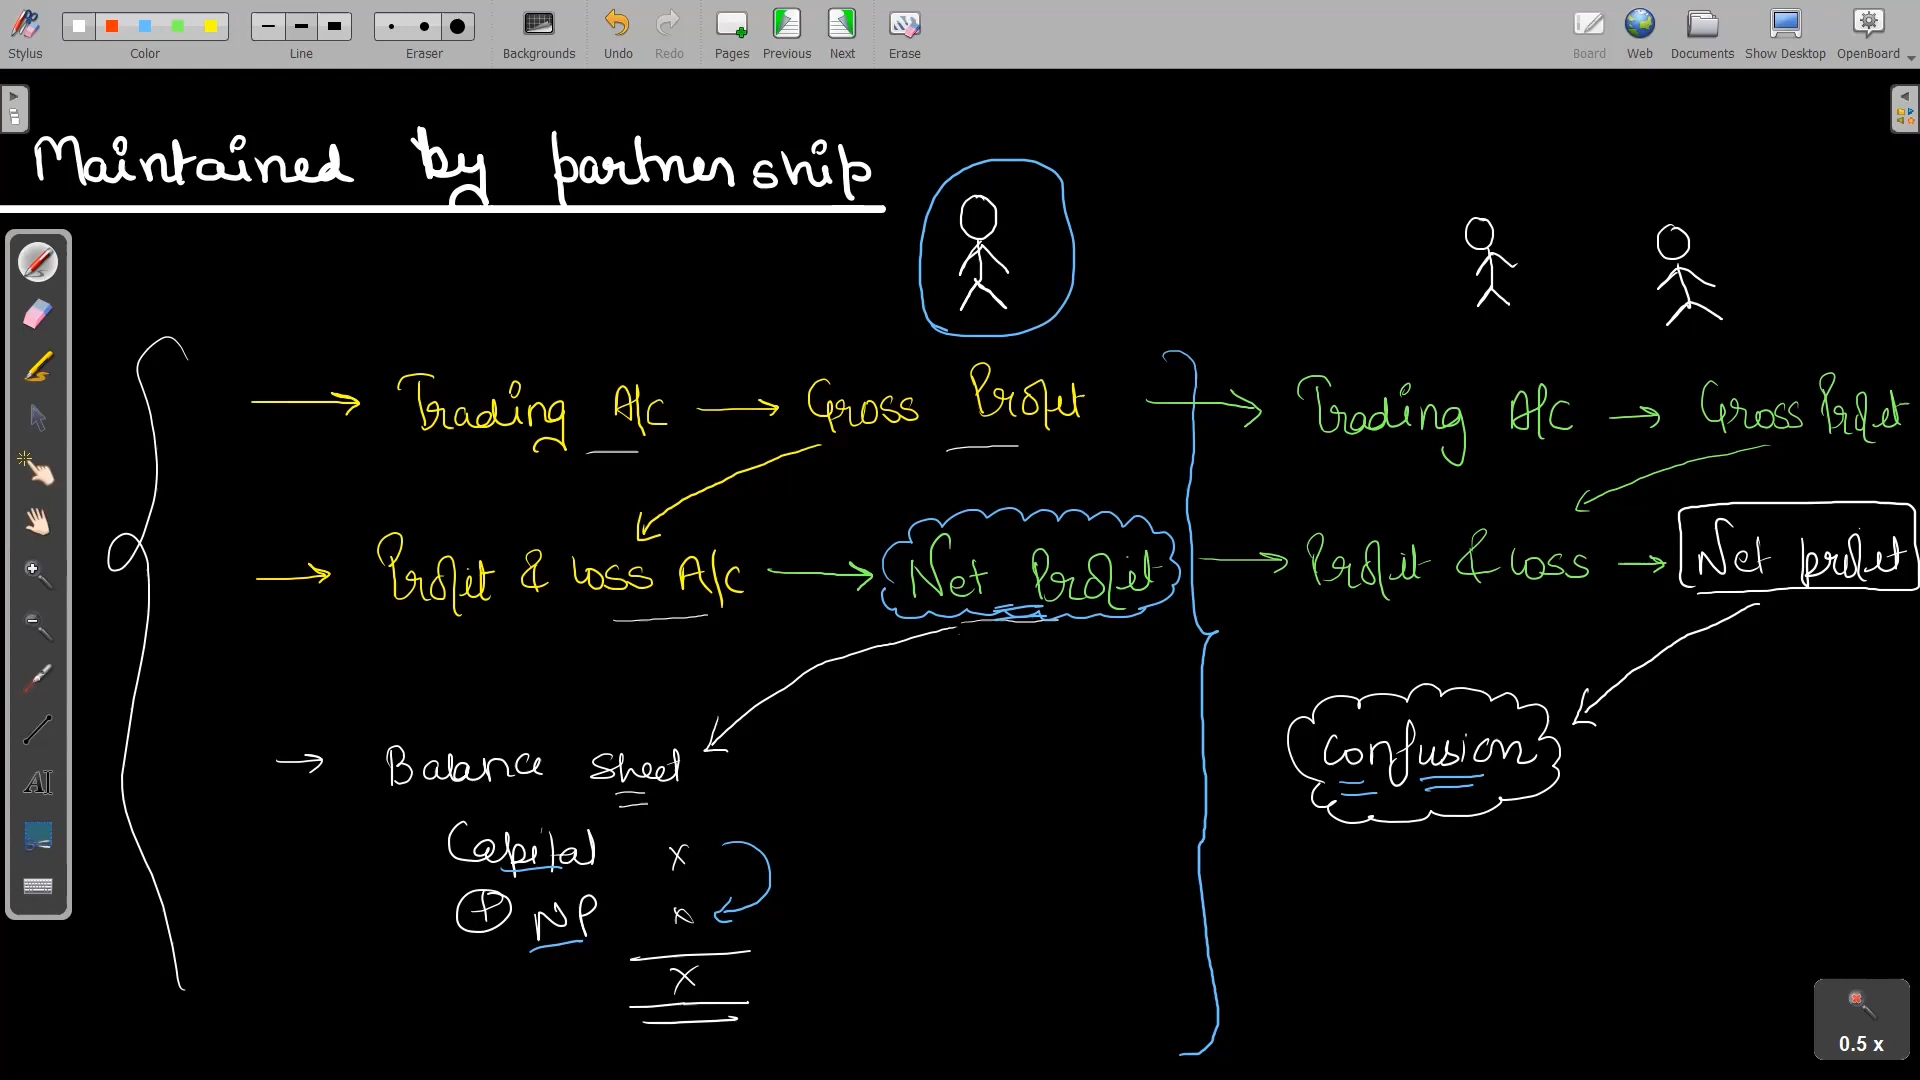 Stylus Color Line Eraser Backgrounds Undo Redo Pages Previous Next Erase Board Web Documents Show Desktop OpenBoard
Maintained by partnership
→ Trading A/c → Gross Profit → Trading A/c → Gross Profit
→ Profit & Loss A/c → Net Profit → Profit & Loss → Net profit
→ Balance sheet
confusion
Capital x
+ NP x
x
0.5 x